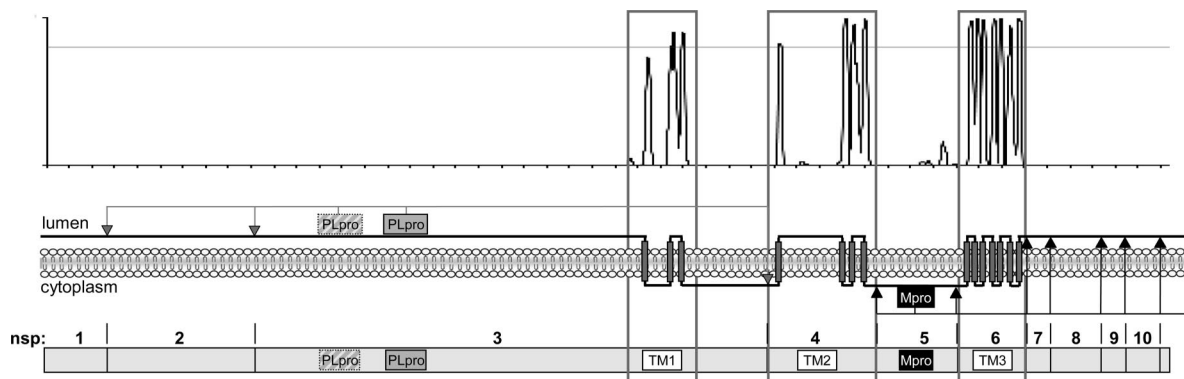 lumen PLpro PLpro
cytoplasm Mpro
nsp: 1 2 3 4 5 6 7 8 9 10
PLpro PLpro TM1 TM2 Mpro TM3